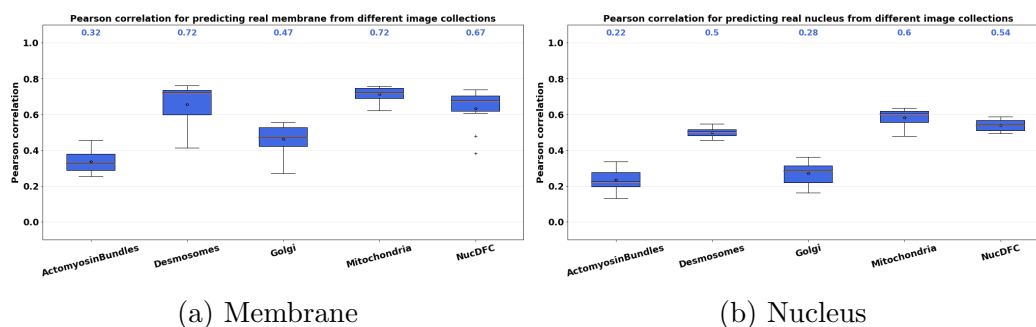 Pearson correlation for predicting real membrane from different image collections
0.32 0.72 0.47 0.72 0.67
1.0
0.8
0.6
0.4
0.2
0.0
Pearson correlation
ActomyosinBundles Desmosomes Golgi Mitochondria NucDFC
(a) Membrane
Pearson correlation for predicting real nucleus from different image collections
0.22 0.5 0.28 0.6 0.54
1.0
0.8
0.6
0.4
0.2
0.0
Pearson correlation
ActomyosinBundles Desmosomes Golgi Mitochondria NucDFC
(b) Nucleus